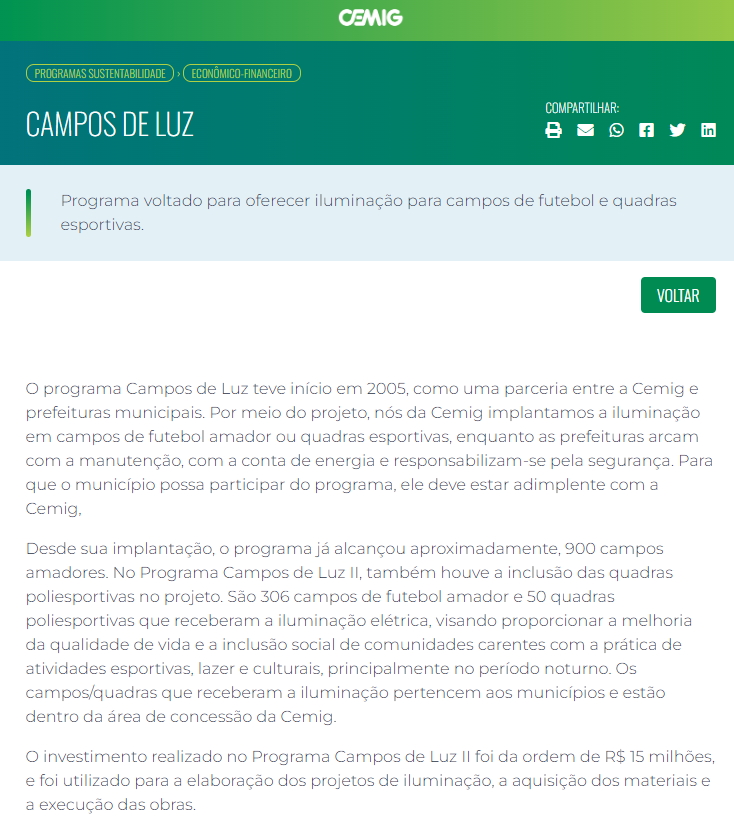 CEMIG
PROGRAMAS SUSTENTABILIDADE › ECONÔMICO-FINANCEIRO
CAMPOS DE LUZ
COMPARTILHAR:
Programa voltado para oferecer iluminação para campos de futebol e quadras
esportivas.
VOLTAR
O programa Campos de Luz teve início em 2005, como uma parceria entre a Cemig e
prefeituras municipais. Por meio do projeto, nós da Cemig implantamos a iluminação
em campos de futebol amador ou quadras esportivas, enquanto as prefeituras arcam
com a manutenção, com a conta de energia e responsabilizam-se pela segurança. Para
que o município possa participar do programa, ele deve estar adimplente com a
Cemig,
Desde sua implantação, o programa já alcançou aproximadamente, 900 campos
amadores. No Programa Campos de Luz II, também houve a inclusão das quadras
poliesportivas no projeto. São 306 campos de futebol amador e 50 quadras
poliesportivas que receberam a iluminação elétrica, visando proporcionar a melhoria
da qualidade de vida e a inclusão social de comunidades carentes com a prática de
atividades esportivas, lazer e culturais, principalmente no período noturno. Os
campos/quadras que receberam a iluminação pertencem aos municípios e estão
dentro da área de concessão da Cemig.
O investimento realizado no Programa Campos de Luz II foi da ordem de R$ 15 milhões,
e foi utilizado para a elaboração dos projetos de iluminação, a aquisição dos materiais e
a execução das obras.